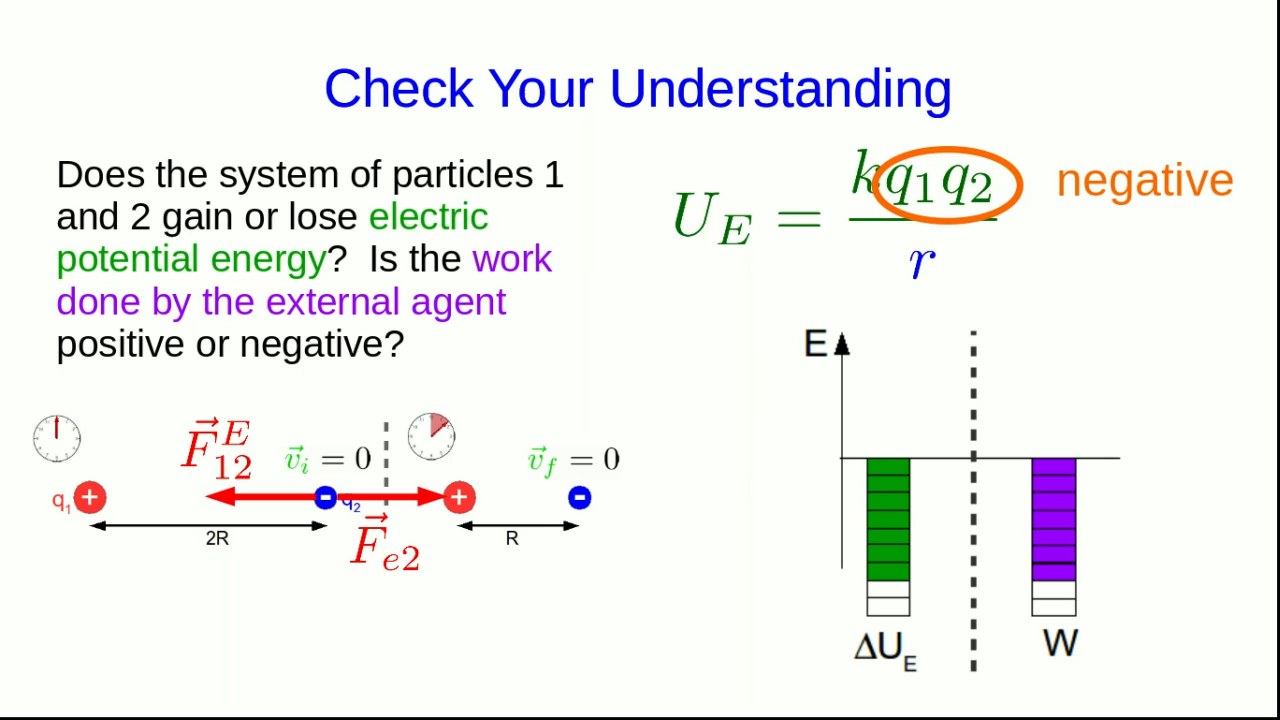 Check Your Understanding
Does the system of particles 1
and 2 gain or lose electric
potential energy? Is the work
done by the external agent
positive or negative?
U_E = kq₁q₂ / r
negative
F⃗₁₂ᴱ
v⃗ᵢ = 0
v⃗_f = 0
q₁ + - q₂ + -
F⃗ₑ₂
2R
R
E
ΔU_E
W